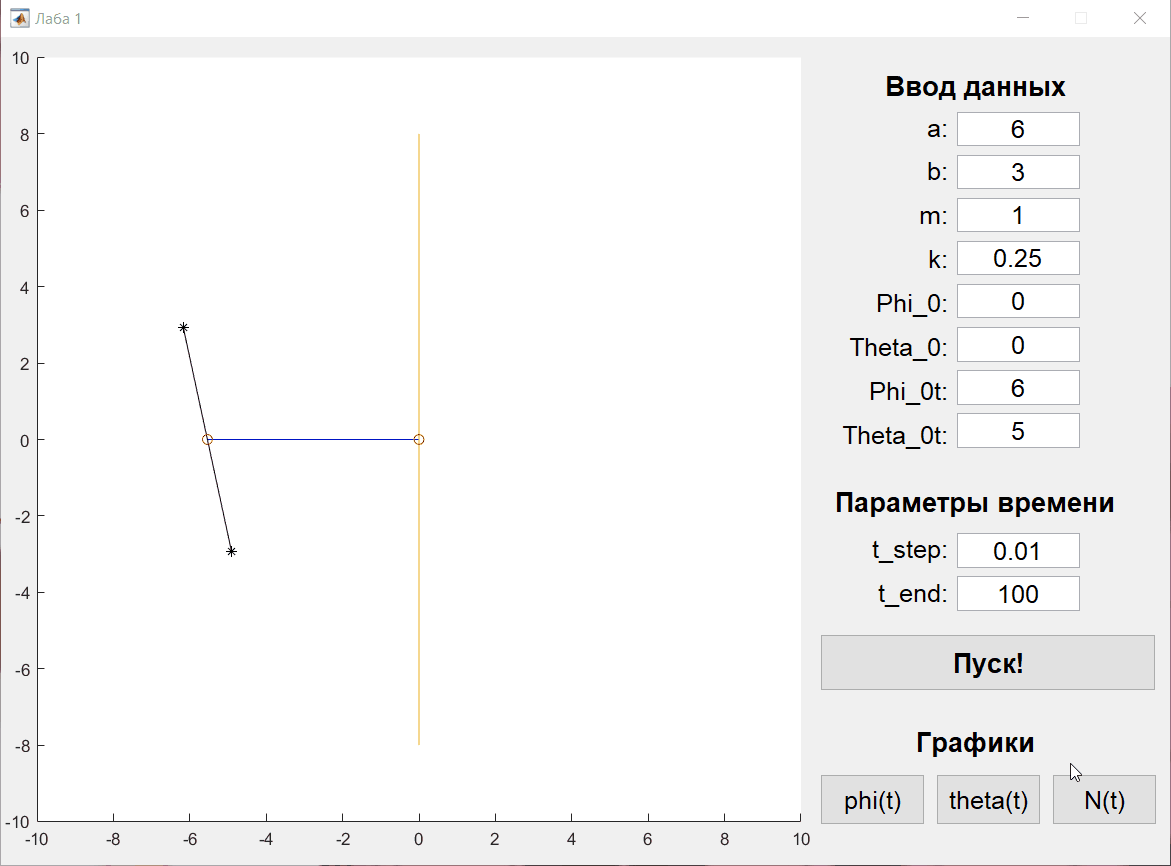 Лаба 1
10
8
6
4
2
0
-2
-4
-6
-8
-10
-10 -8 -6 -4 -2 0 2 4 6 8 10
Ввод данных
a: 6
b: 3
m: 1
k: 0.25
Phi_0: 0
Theta_0: 0
Phi_0t: 6
Theta_0t: 5
Параметры времени
t_step: 0.01
t_end: 100
Пуск!
Графики
phi(t) theta(t) N(t)